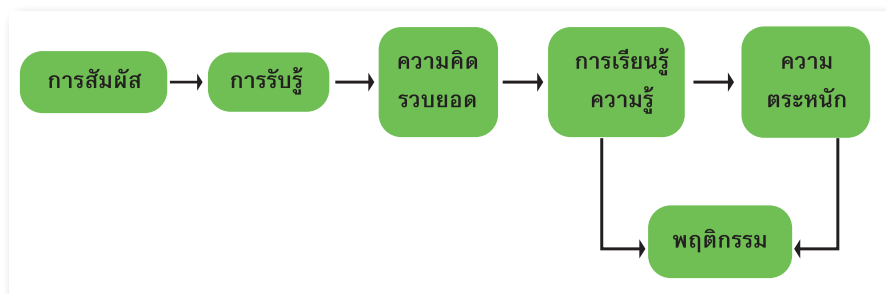 การสัมผัส
การรับรู้
ความคิด
รวบยอด
การเรียนรู้
ความรู้
ความ
ตระหนัก
พฤติกรรม